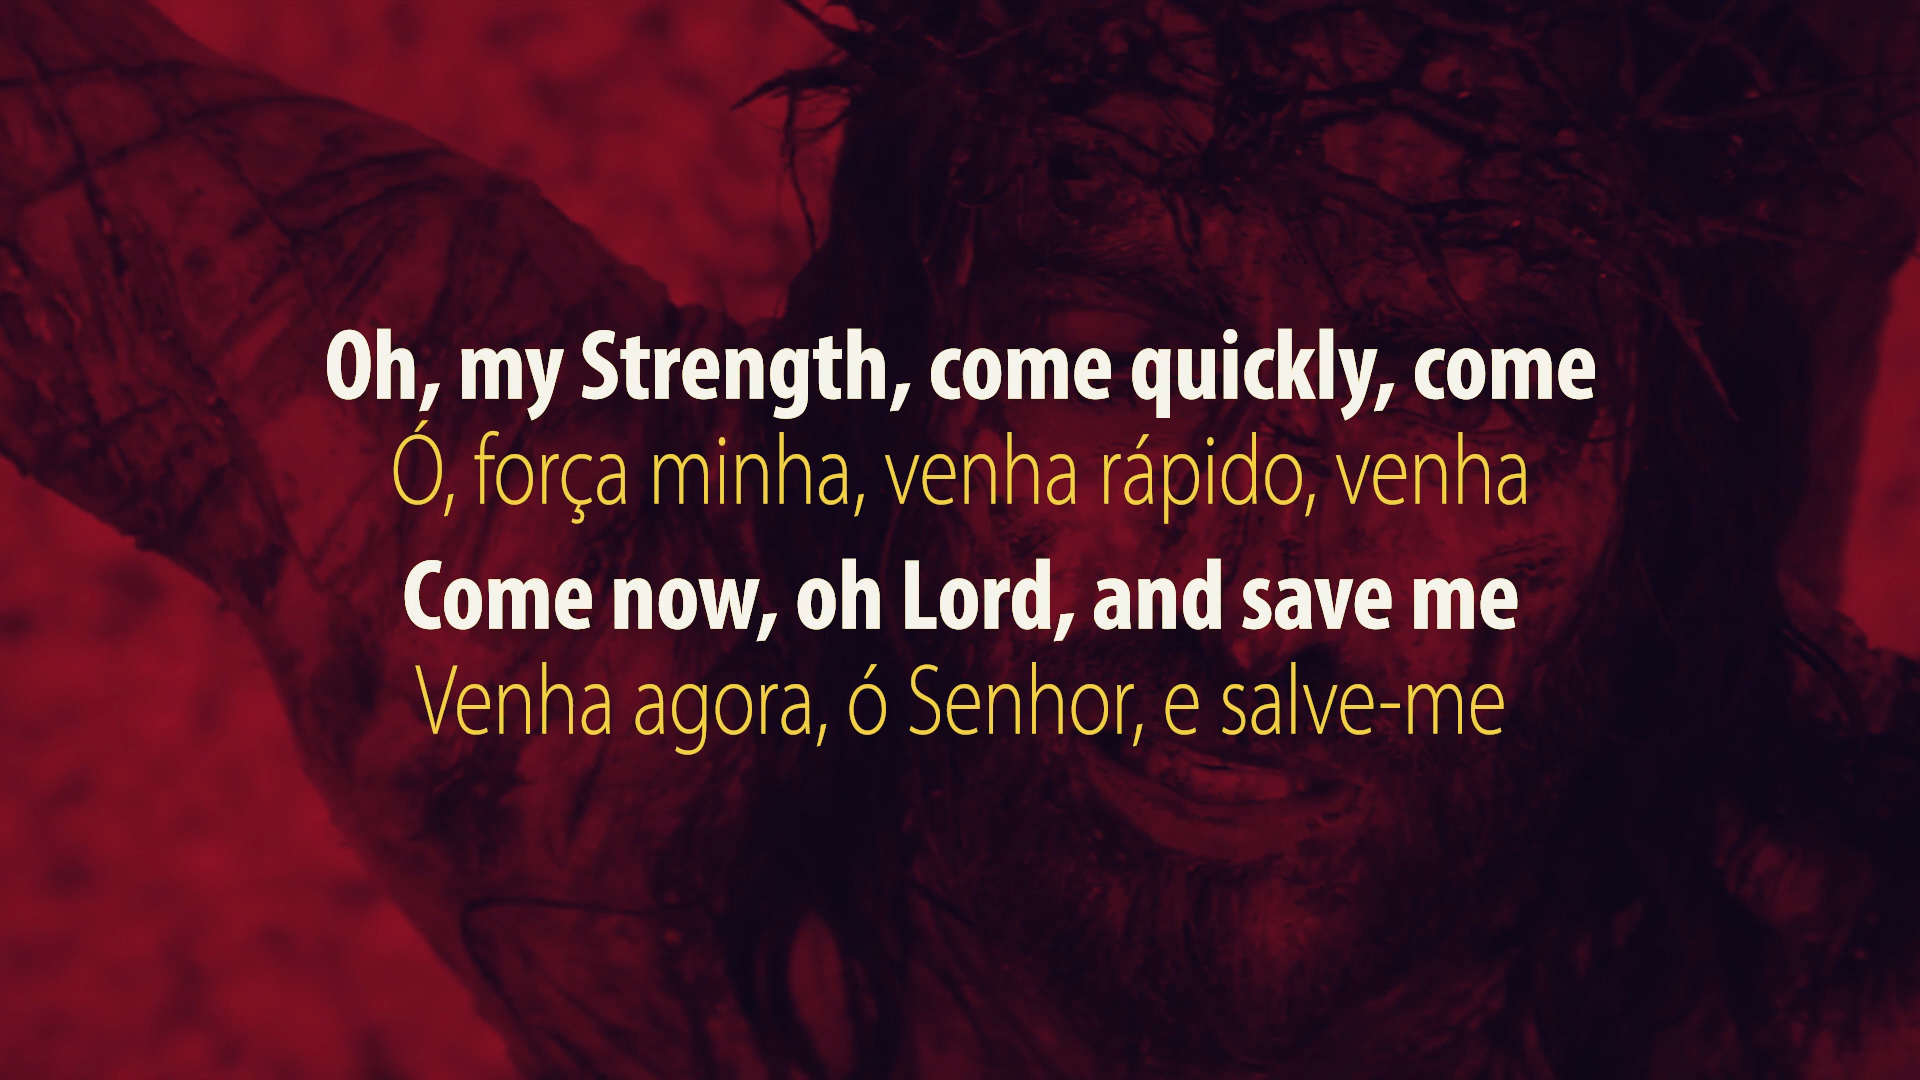 Oh, my Strength, come quickly, come
Ó, força minha, venha rápido, venha
Come now, oh Lord, and save me
Venha agora, ó Senhor, e salve-me